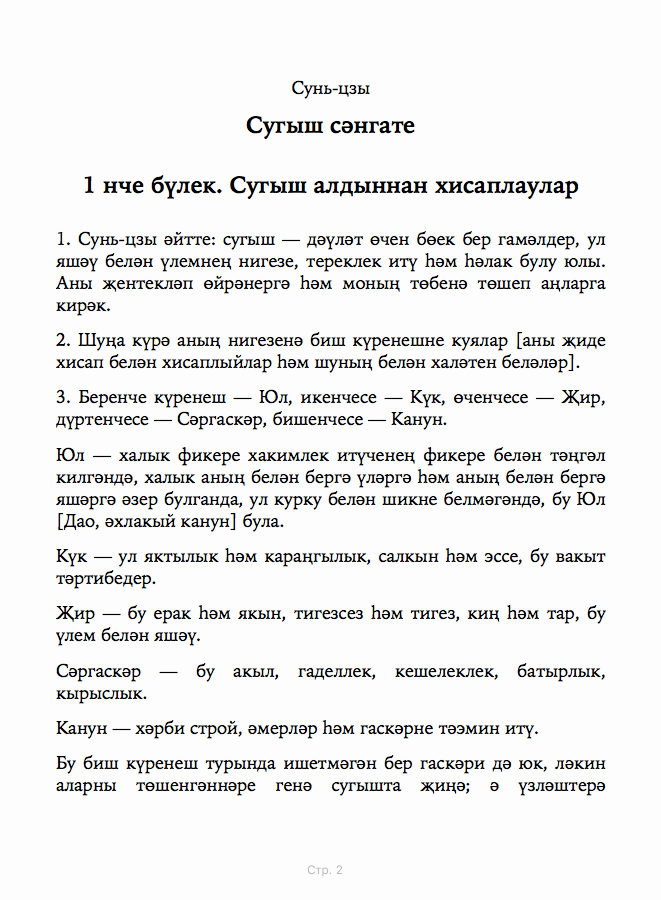 Сунь-цзы
Сугыш сәнгате
1 нче бүлек. Сугыш алдыннан хисаплаулар
1. Сунь-цзы әйтте: сугыш — дәүләт өчен бөек бер гамәлдер, ул
яшәү белән үлемнең нигезе, тереклек итү һәм һәлак булу юлы.
Аны җентекләп өйрәнергә һәм моның төбенә төшеп аңларга
кирәк.
2. Шуңа күрә аның нигезенә биш күренешне куялар [аны җиде
хисап белән хисаплыйлар һәм шуның белән халәтен беләләр].
3. Беренче күренеш — Юл, икенчесе — Күк, өченчесе — Җир,
дүртенчесе — Сәргаскәр, бишенчесе — Канун.
Юл — халык фикере хакимлек итүченең фикере белән тәңгәл
килгәндә, халык аның белән бергә үләргә һәм аның белән бергә
яшәргә әзер булганда, ул курку белән шикне белмәгәндә, бу Юл
[Дао, әхлакый канун] була.
Күк — ул яктылык һәм караңгылык, салкын һәм эссе, бу вакыт
тәртибедер.
Җир — бу ерак һәм якын, тигезсез һәм тигез, киң һәм тар, бу
үлем белән яшәү.
Сәргаскәр — бу акыл, гаделлек, кешелеклек, батырлык,
кырыслык.
Канун — хәрби строй, әмерләр һәм гаскәрне тәэмин итү.
Бу биш күренеш турында ишетмәгән бер гаскәри дә юк, ләкин
аларны төшенгәннәре генә сугышта җиңә; ә үзләштерә
Стр. 2